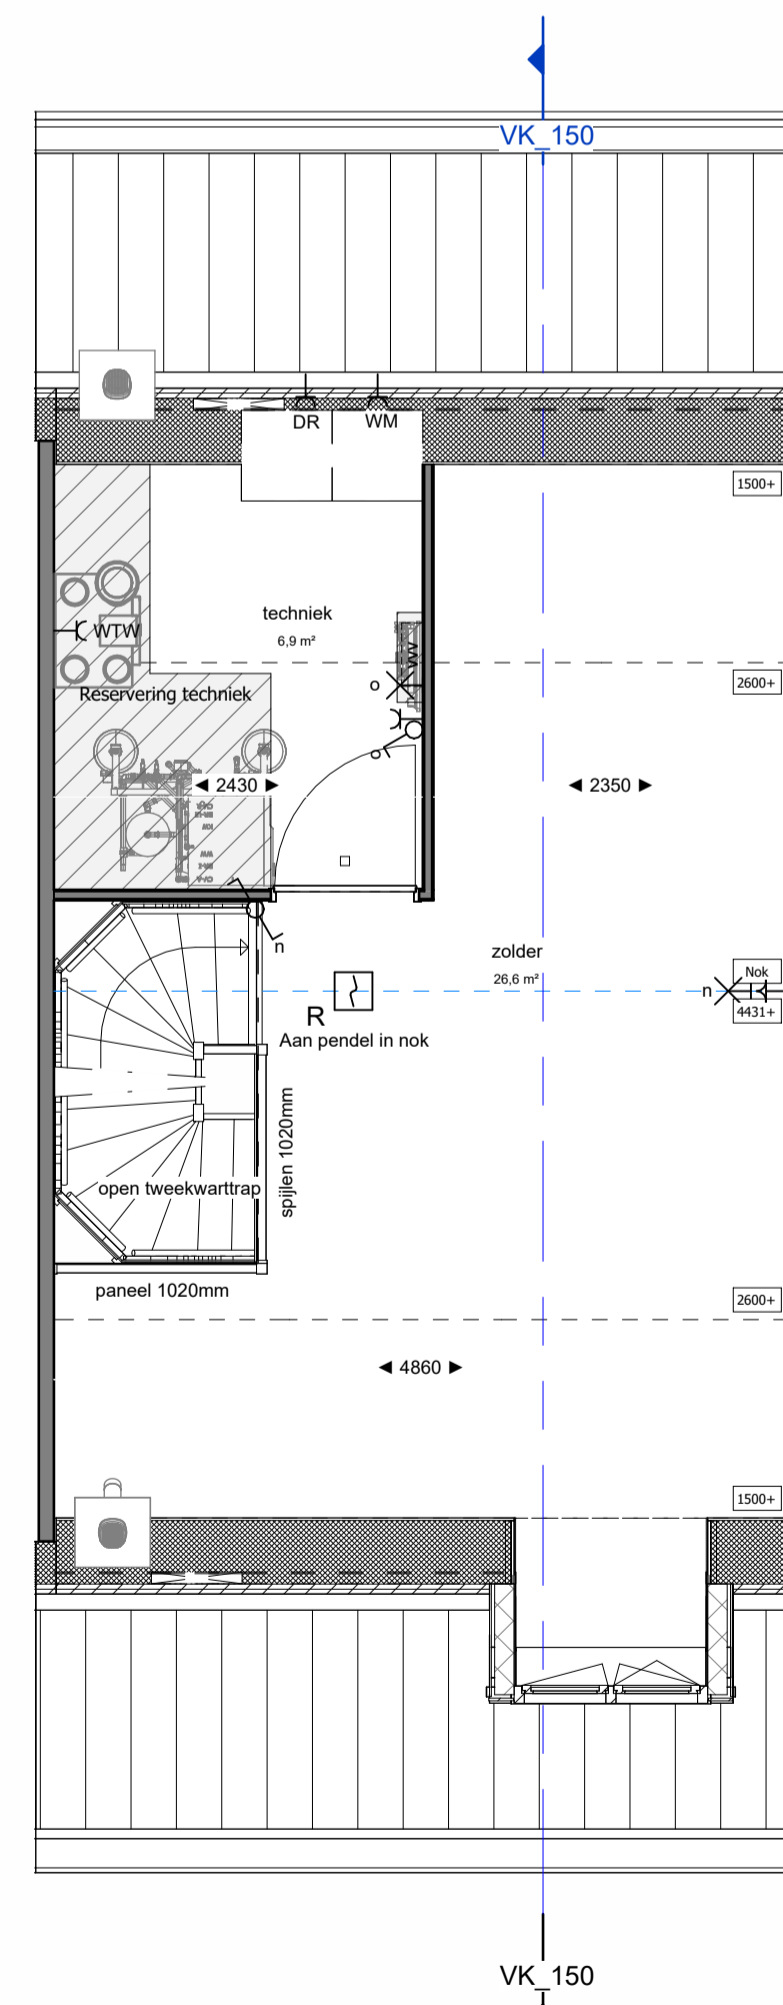 VK_150
DR
WM
1500+
techniek
6,9 m²
WTW
VV
o
2600+
Reservering techniek
o
◄ 2430 ►
◄ 2350 ►
n
zolder
26,6 m²
Nok
n
4431+
R
Aan pendel in nok
spijlen 1020mm
open tweekwarttrap
paneel 1020mm
2600+
◄ 4860 ►
1500+
VK_150